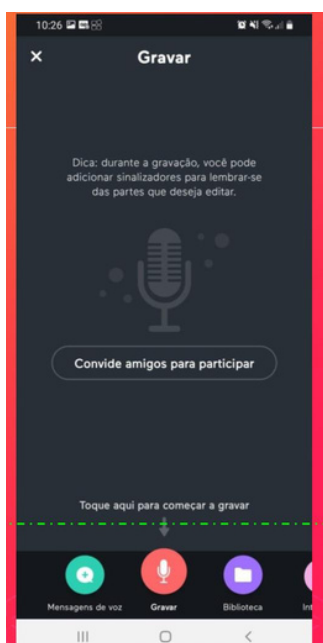 10:26
Gravar
Dica: durante a gravação, você pode
adicionar sinalizadores para lembrar-se
das partes que deseja editar.
Convide amigos para participar
Toque aqui para começar a gravar
Mensagens de voz
Gravar
Biblioteca
Int